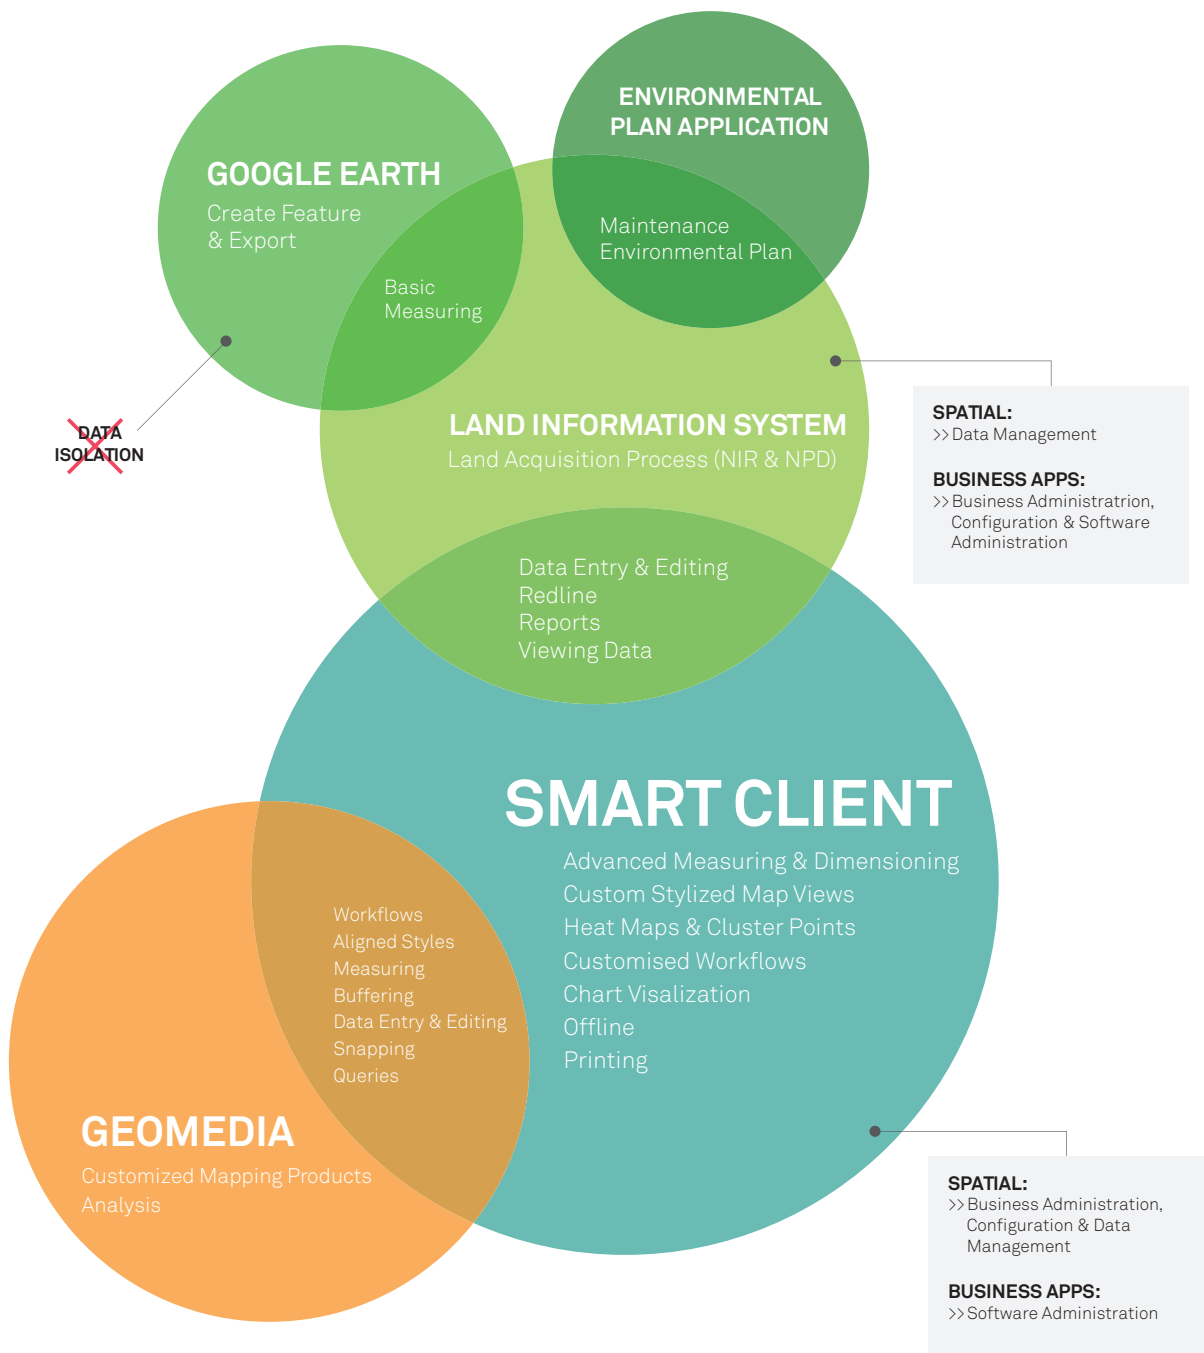 ENVIRONMENTAL
PLAN APPLICATION
GOOGLE EARTH
Create Feature
& Export
Maintenance
Environmental Plan
Basic
Measuring
DATA
ISOLATION
LAND INFORMATION SYSTEM
Land Acquisition Process (NIR & NPD)
SPATIAL:
>> Data Management
BUSINESS APPS:
>> Business Administratrion,
Configuration & Software
Administration
Data Entry & Editing
Redline
Reports
Viewing Data
SMART CLIENT
Advanced Measuring & Dimensioning
Custom Stylized Map Views
Heat Maps & Cluster Points
Customised Workflows
Chart Visalization
Offline
Printing
Workflows
Aligned Styles
Measuring
Buffering
Data Entry & Editing
Snapping
Queries
GEOMEDIA
Customized Mapping Products
Analysis
SPATIAL:
>> Business Administration,
Configuration & Data
Management
BUSINESS APPS:
>> Software Administration